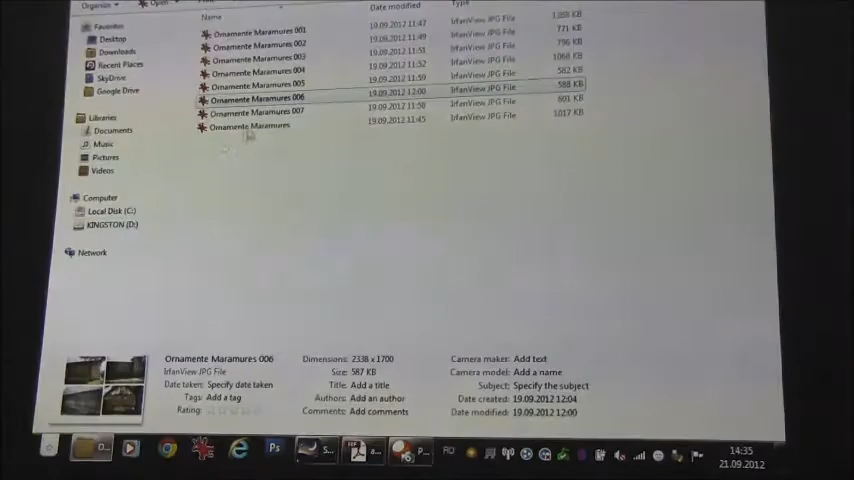 Organize Open
Name Date modified Type
Favorites
Desktop
Downloads
Recent Places
SkyDrive
Google Drive
Libraries
Documents
Music
Pictures
Videos
Computer
Local Disk (C:)
KINGSTON (D:)
Network
Ornamente Maramures 001 19.09.2012 11:47 IrfanView JPG File 1,358 KB
Ornamente Maramures 002 19.09.2012 11:49 IrfanView JPG File 771 KB
Ornamente Maramures 003 19.09.2012 11:51 IrfanView JPG File 796 KB
Ornamente Maramures 004 19.09.2012 11:52 IrfanView JPG File 1068 KB
Ornamente Maramures 005 19.09.2012 11:59 IrfanView JPG File 582 KB
Ornamente Maramures 006 19.09.2012 12:00 IrfanView JPG File 588 KB
Ornamente Maramures 007 19.09.2012 11:58 IrfanView JPG File 601 KB
Ornamente Maramures 19.09.2012 11:45 IrfanView JPG File 1017 KB
Ornamente Maramures 006 Dimensions: 2338 x 1700 Camera maker: Add text
IrfanView JPG File Size: 587 KB Camera model: Add a name
Date taken: Specify date taken Title: Add a title Subject: Specify the subject
Tags: Add a tag Authors: Add an author Date created: 19.09.2012 12:04
Rating: Comments: Add comments Date modified: 19.09.2012 12:00
O... Ps S... a... P... RO 14:35
21.09.2012